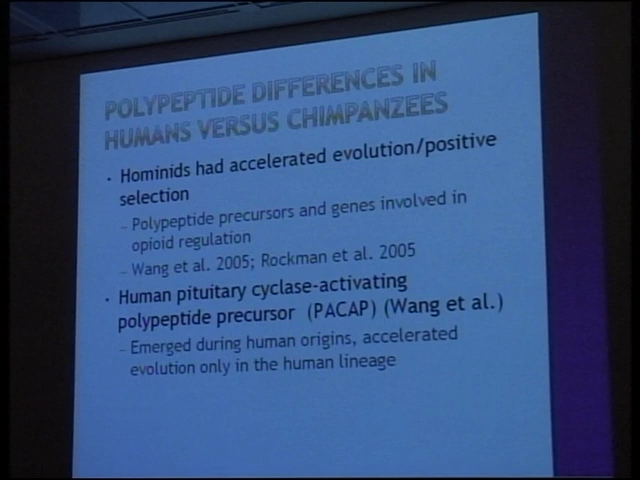 POLYPEPTIDE DIFFERENCES IN
HUMANS VERSUS CHIMPANZEES
· Hominids had accelerated evolution/positive
selection
– Polypeptide precursors and genes involved in
opioid regulation
– Wang et al. 2005; Rockman et al. 2005
· Human pituitary cyclase-activating
polypeptide precursor (PACAP) (Wang et al.)
– Emerged during human origins, accelerated
evolution only in the human lineage